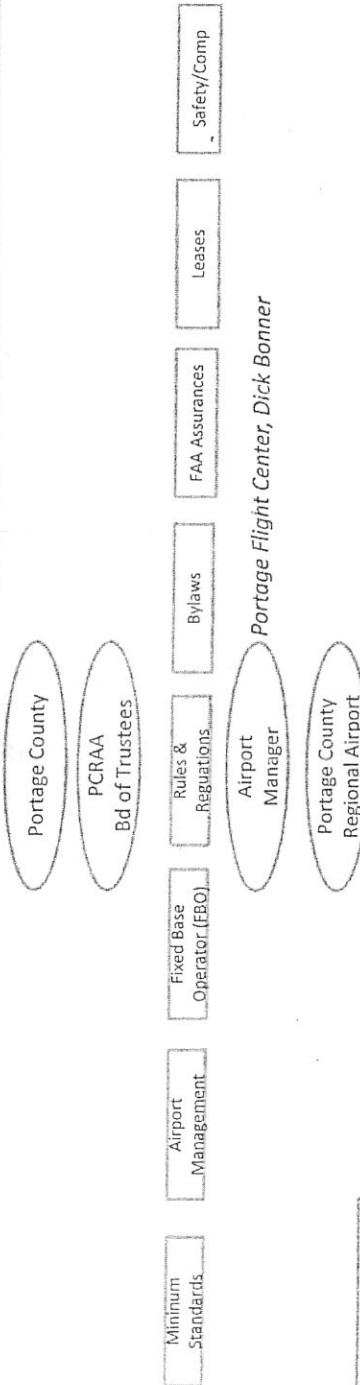 Portage County
PCRAA
Bd of Trustees
Minimum
Standards
Airport
Management
Fixed Base
Operator (FBO)
Rules &
Reguations
Bylaws
FAA Assurances
Leases
Safety/Comp
Airport
Manager
Portage Flight Center, Dick Bonner
Portage County
Regional Airport